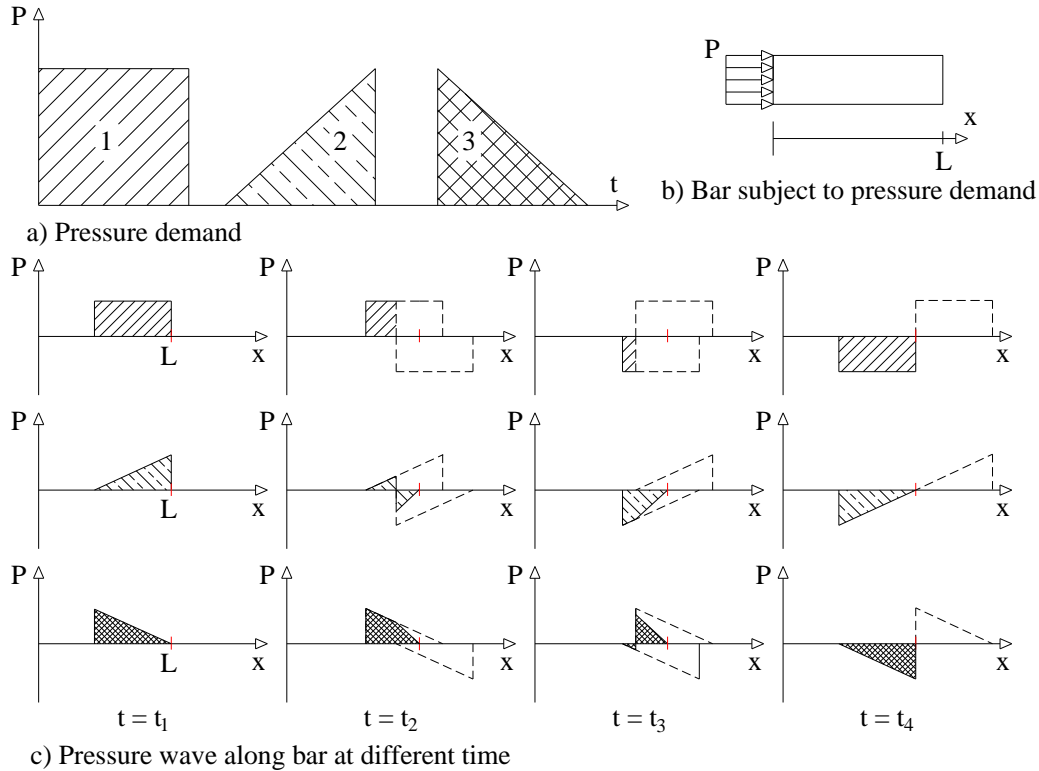 P
1
2
3
t
a) Pressure demand
P
x
L
b) Bar subject to pressure demand
P
L
x
P
x
P
x
P
x
P
L
x
P
x
P
x
P
x
P
L
x
P
x
P
x
P
x
t = t1
t = t2
t = t3
t = t4
c) Pressure wave along bar at different time